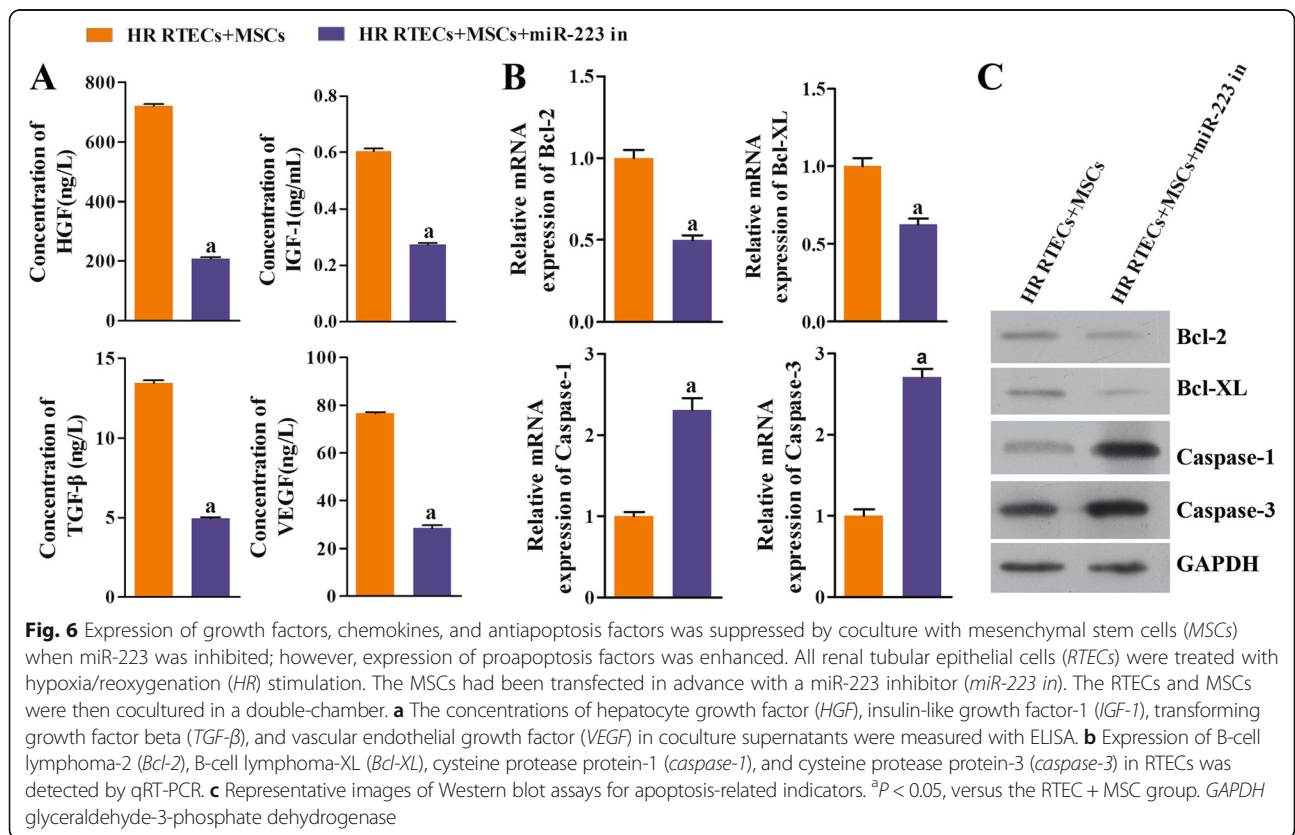 HR RTECs+MSCs HR RTECs+MSCs+miR-223 in
A
Concentration of
HGF(ng/L)
800
600
400
200
0
a
Concentration of
IGF-1(ng/mL)
0.8
0.6
0.4
0.2
0.0
a
Concentration of
TGF-β (ng/L)
15
10
5
0
a
Concentration of
VEGF(ng/L)
100
80
60
40
20
0
a
B
Relative mRNA
expression of Bcl-2
1.5
1.0
0.5
0.0
a
Relative mRNA
expression of Bcl-XL
1.5
1.0
0.5
0.0
a
Relative mRNA
expression of Caspase-1
3
2
1
0
a
Relative mRNA
expression of Caspase-3
3
2
1
0
a
C
HR RTECs+MSCs
HR RTECs+MSCs+miR-223 in
Bcl-2
Bcl-XL
Caspase-1
Caspase-3
GAPDH
Fig. 6 Expression of growth factors, chemokines, and antiapoptosis factors was suppressed by coculture with mesenchymal stem cells (MSCs)
when miR-223 was inhibited; however, expression of proapoptosis factors was enhanced. All renal tubular epithelial cells (RTECs) were treated with
hypoxia/reoxygenation (HR) stimulation. The MSCs had been transfected in advance with a miR-223 inhibitor (miR-223 in). The RTECs and MSCs
were then cocultured in a double-chamber. a The concentrations of hepatocyte growth factor (HGF), insulin-like growth factor-1 (IGF-1), transforming
growth factor beta (TGF-β), and vascular endothelial growth factor (VEGF) in coculture supernatants were measured with ELISA. b Expression of B-cell
lymphoma-2 (Bcl-2), B-cell lymphoma-XL (Bcl-XL), cysteine protease protein-1 (caspase-1), and cysteine protease protein-3 (caspase-3) in RTECs was
detected by qRT-PCR. c Representative images of Western blot assays for apoptosis-related indicators. ᵃP < 0.05, versus the RTEC + MSC group. GAPDH
glyceraldehyde-3-phosphate dehydrogenase